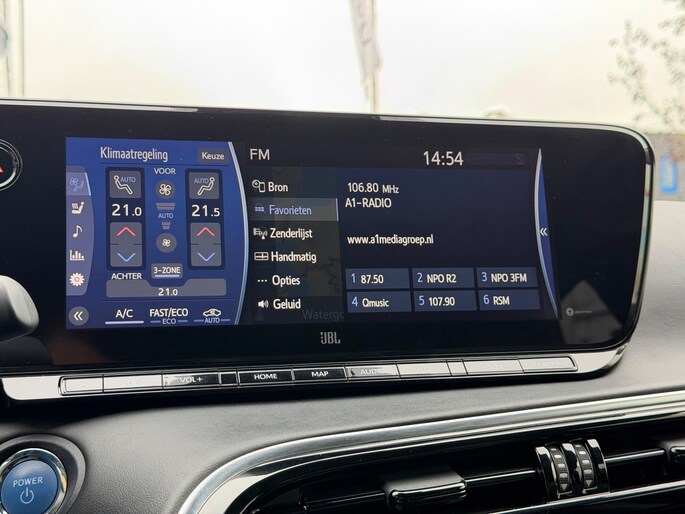 Klimaatregeling Keuze
AUTO VOOR AUTO
21.0 AUTO 21.5
ACHTER 3-ZONE
21.0
A/C FAST/ECO
ECO AUTO
FM 14:54
Bron
Favorieten
Zenderlijst
Handmatig
Opties
Geluid
106.80 MHz
A1-RADIO
www.a1mediagroep.nl
1 87.50 2 NPO R2 3 NPO 3FM
4 Qmusic 5 107.90 6 RSM
JBL
VOL+ HOME MAP AUDIO
POWER